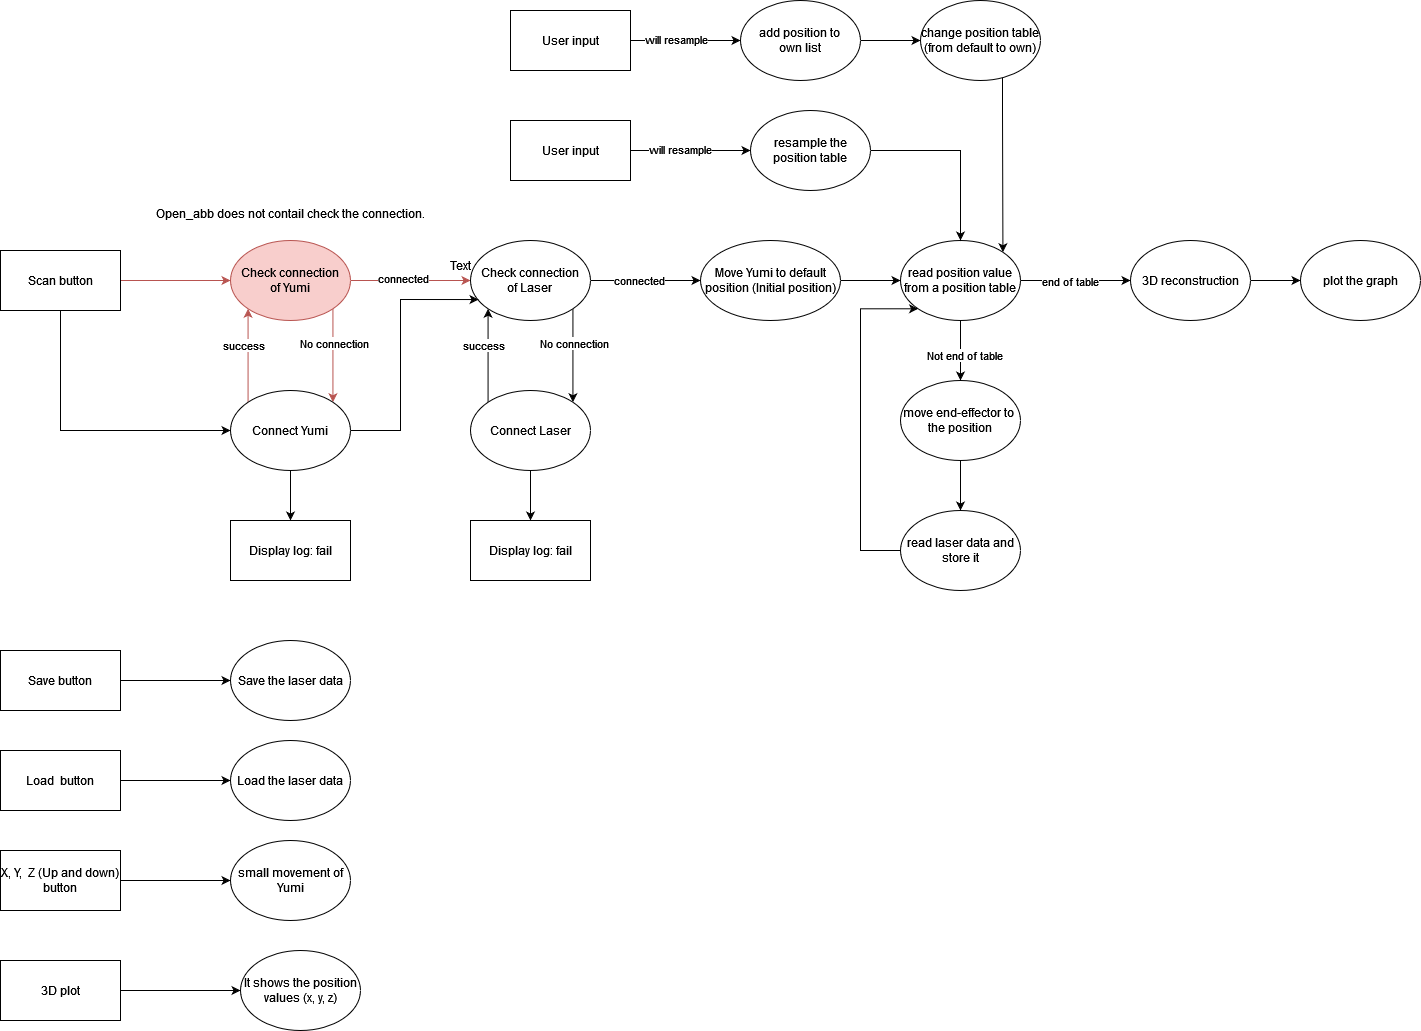 User input
will resample
add position to
own list
change position table
(from default to own)
User input
will resample
resample the
position table
Open_abb does not contail check the connection.
Scan button
Check connection
of Yumi
connected
Text
Check connection
of Laser
connected
Move Yumi to default
position (Initial position)
read position value
from a position table
end of table
3D reconstruction
plot the graph
success
No connection
success
No connection
Not end of table
Connect Yumi
Connect Laser
move end-effector to
the position
Display log: fail
Display log: fail
read laser data and
store it
Save button
Save the laser data
Load button
Load the laser data
X, Y, Z (Up and down)
button
small movement of
Yumi
3D plot
It shows the position
values (x, y, z)